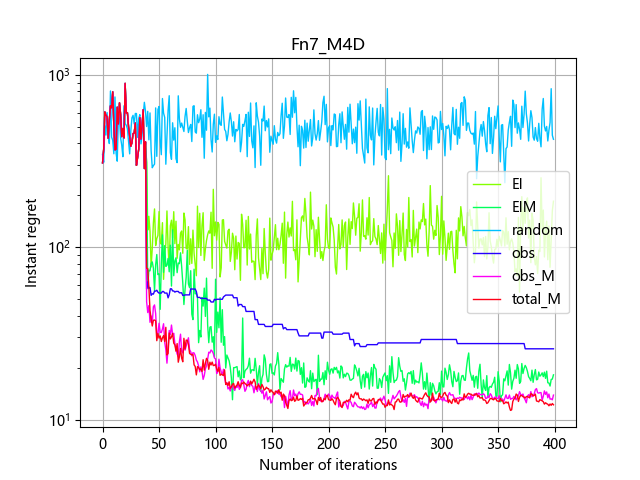 Fn7_M4D
Instant regret
10³
10²
10¹
EI
EIM
random
obs
obs_M
total_M
0 50 100 150 200 250 300 350 400
Number of iterations